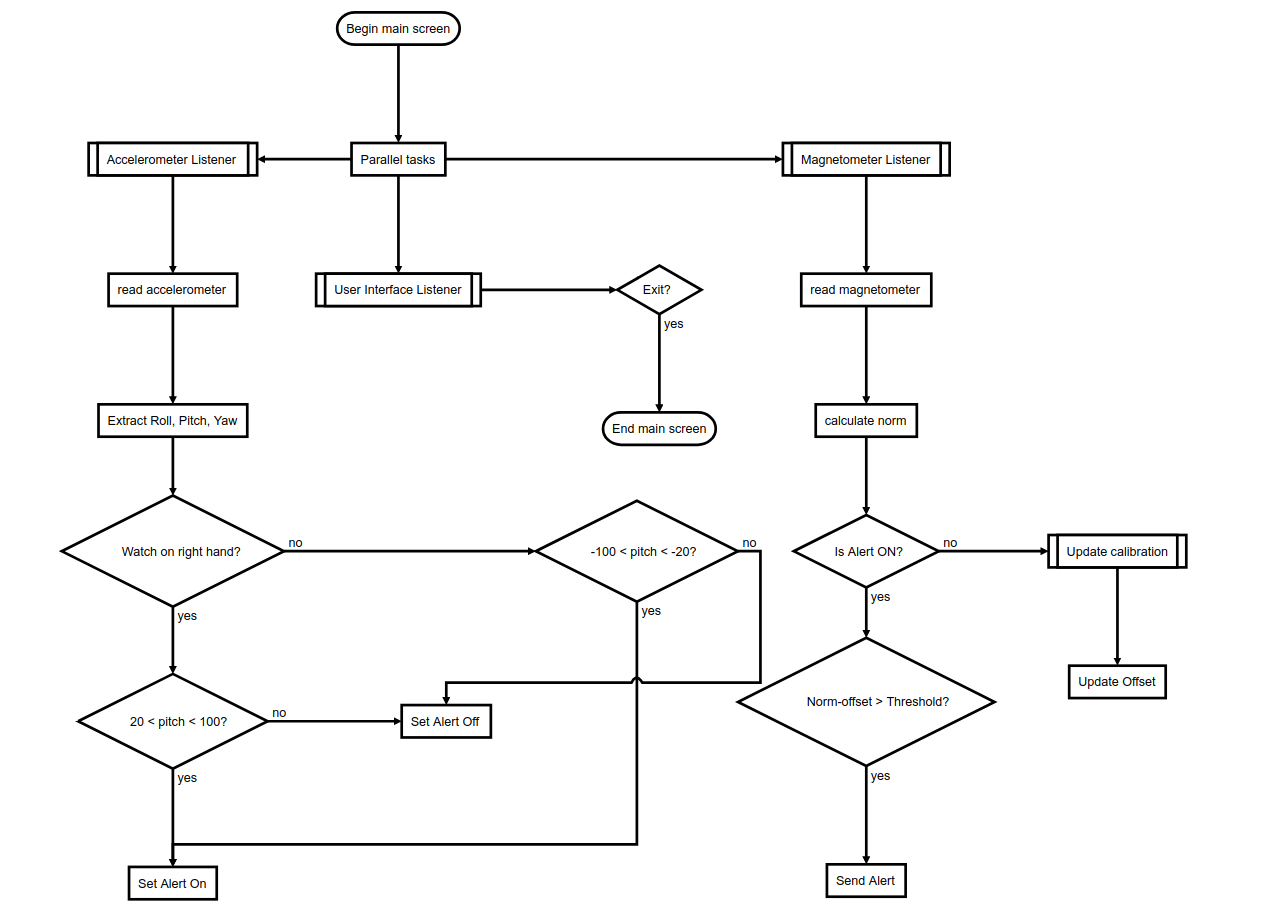 Begin main screen
Accelerometer Listener
Parallel tasks
Magnetometer Listener
read accelerometer
User Interface Listener
Exit?
read magnetometer
yes
Extract Roll, Pitch, Yaw
End main screen
calculate norm
Watch on right hand?
no
-100 < pitch < -20?
no
Is Alert ON?
no
Update calibration
yes
yes
yes
20 < pitch < 100?
no
Set Alert Off
Norm-offset > Threshold?
Update Offset
yes
yes
Set Alert On
Send Alert